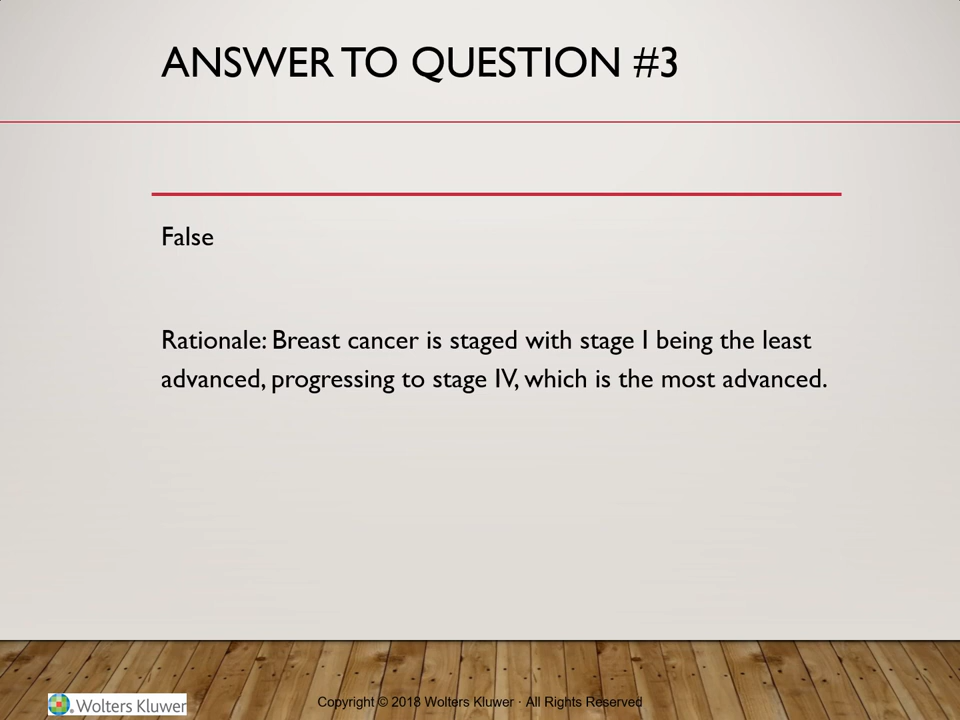 ANSWER TO QUESTION #3
False
Rationale: Breast cancer is staged with stage I being the least
advanced, progressing to stage IV, which is the most advanced.
Wolters Kluwer
Copyright © 2018 Wolters Kluwer · All Rights Reserved